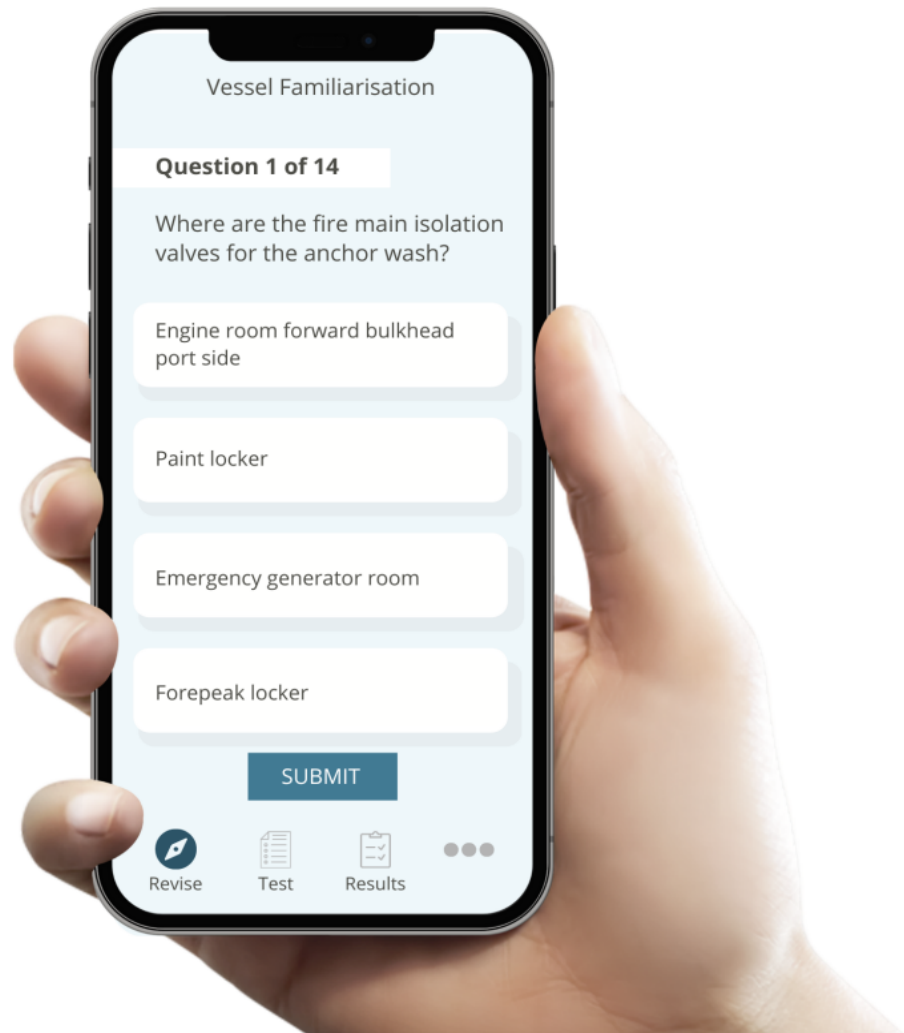 Vessel Familiarisation
Question 1 of 14
Where are the fire main isolation
valves for the anchor wash?
Engine room forward bulkhead
port side
Paint locker
Emergency generator room
Forepeak locker
SUBMIT
Revise
Test
Results